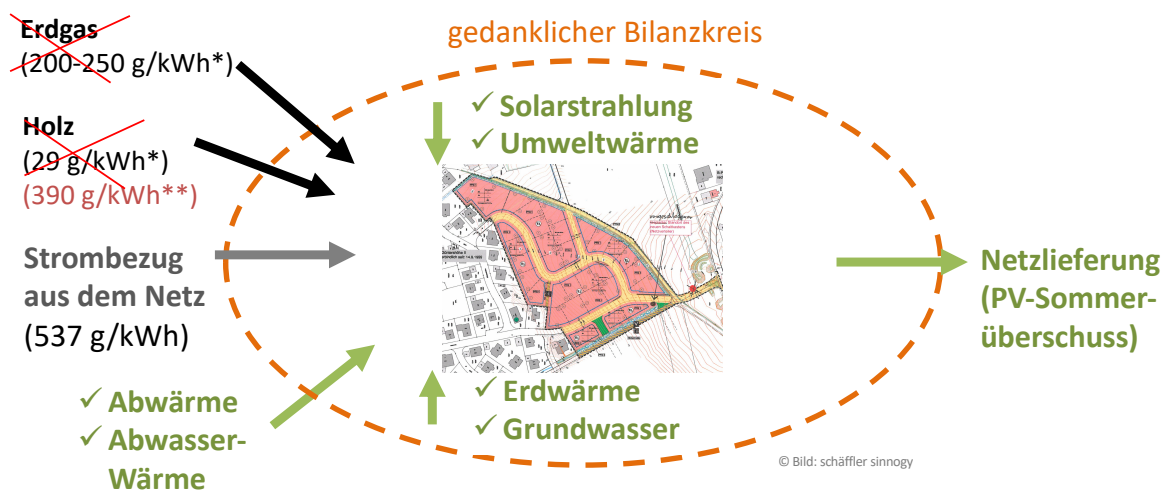 Erdgas
(200-250 g/kWh*)
gedanklicher Bilanzkreis
Holz
(29 g/kWh*)
(390 g/kWh**)
✓ Solarstrahlung
✓ Umweltwärme
Strombezug
aus dem Netz
(537 g/kWh)
Netzlieferung
(PV-Sommer-
überschuss)
✓ Abwärme
✓ Abwasser-
Wärme
✓ Erdwärme
✓ Grundwasser
© Bild: schäffler sinnogy